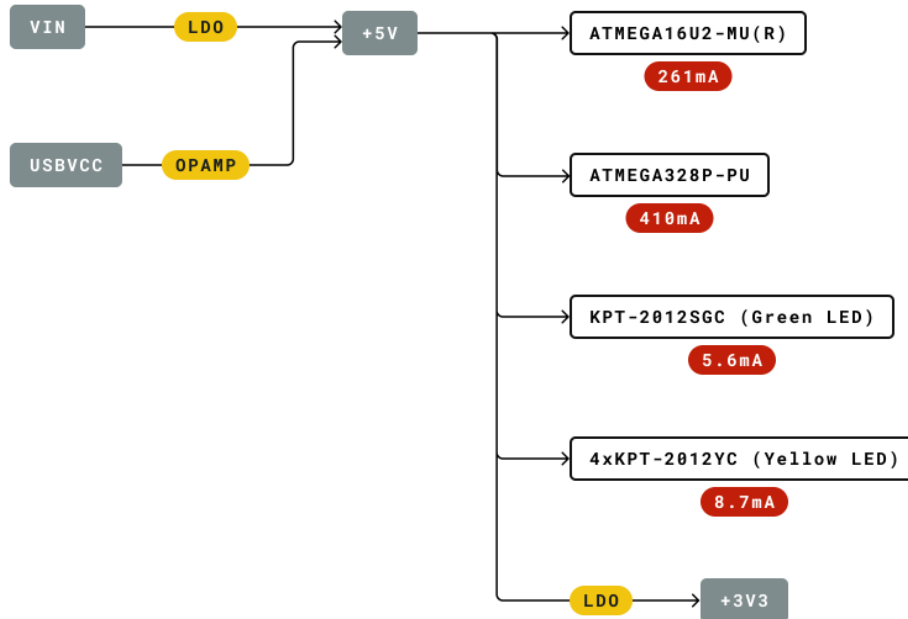 VIN
LDO
+5V
ATMEGA16U2-MU(R)
261mA
USBVCC
OPAMP
ATMEGA328P-PU
410mA
KPT-2012SGC (Green LED)
5.6mA
4xKPT-2012YC (Yellow LED)
8.7mA
LDO
+3V3